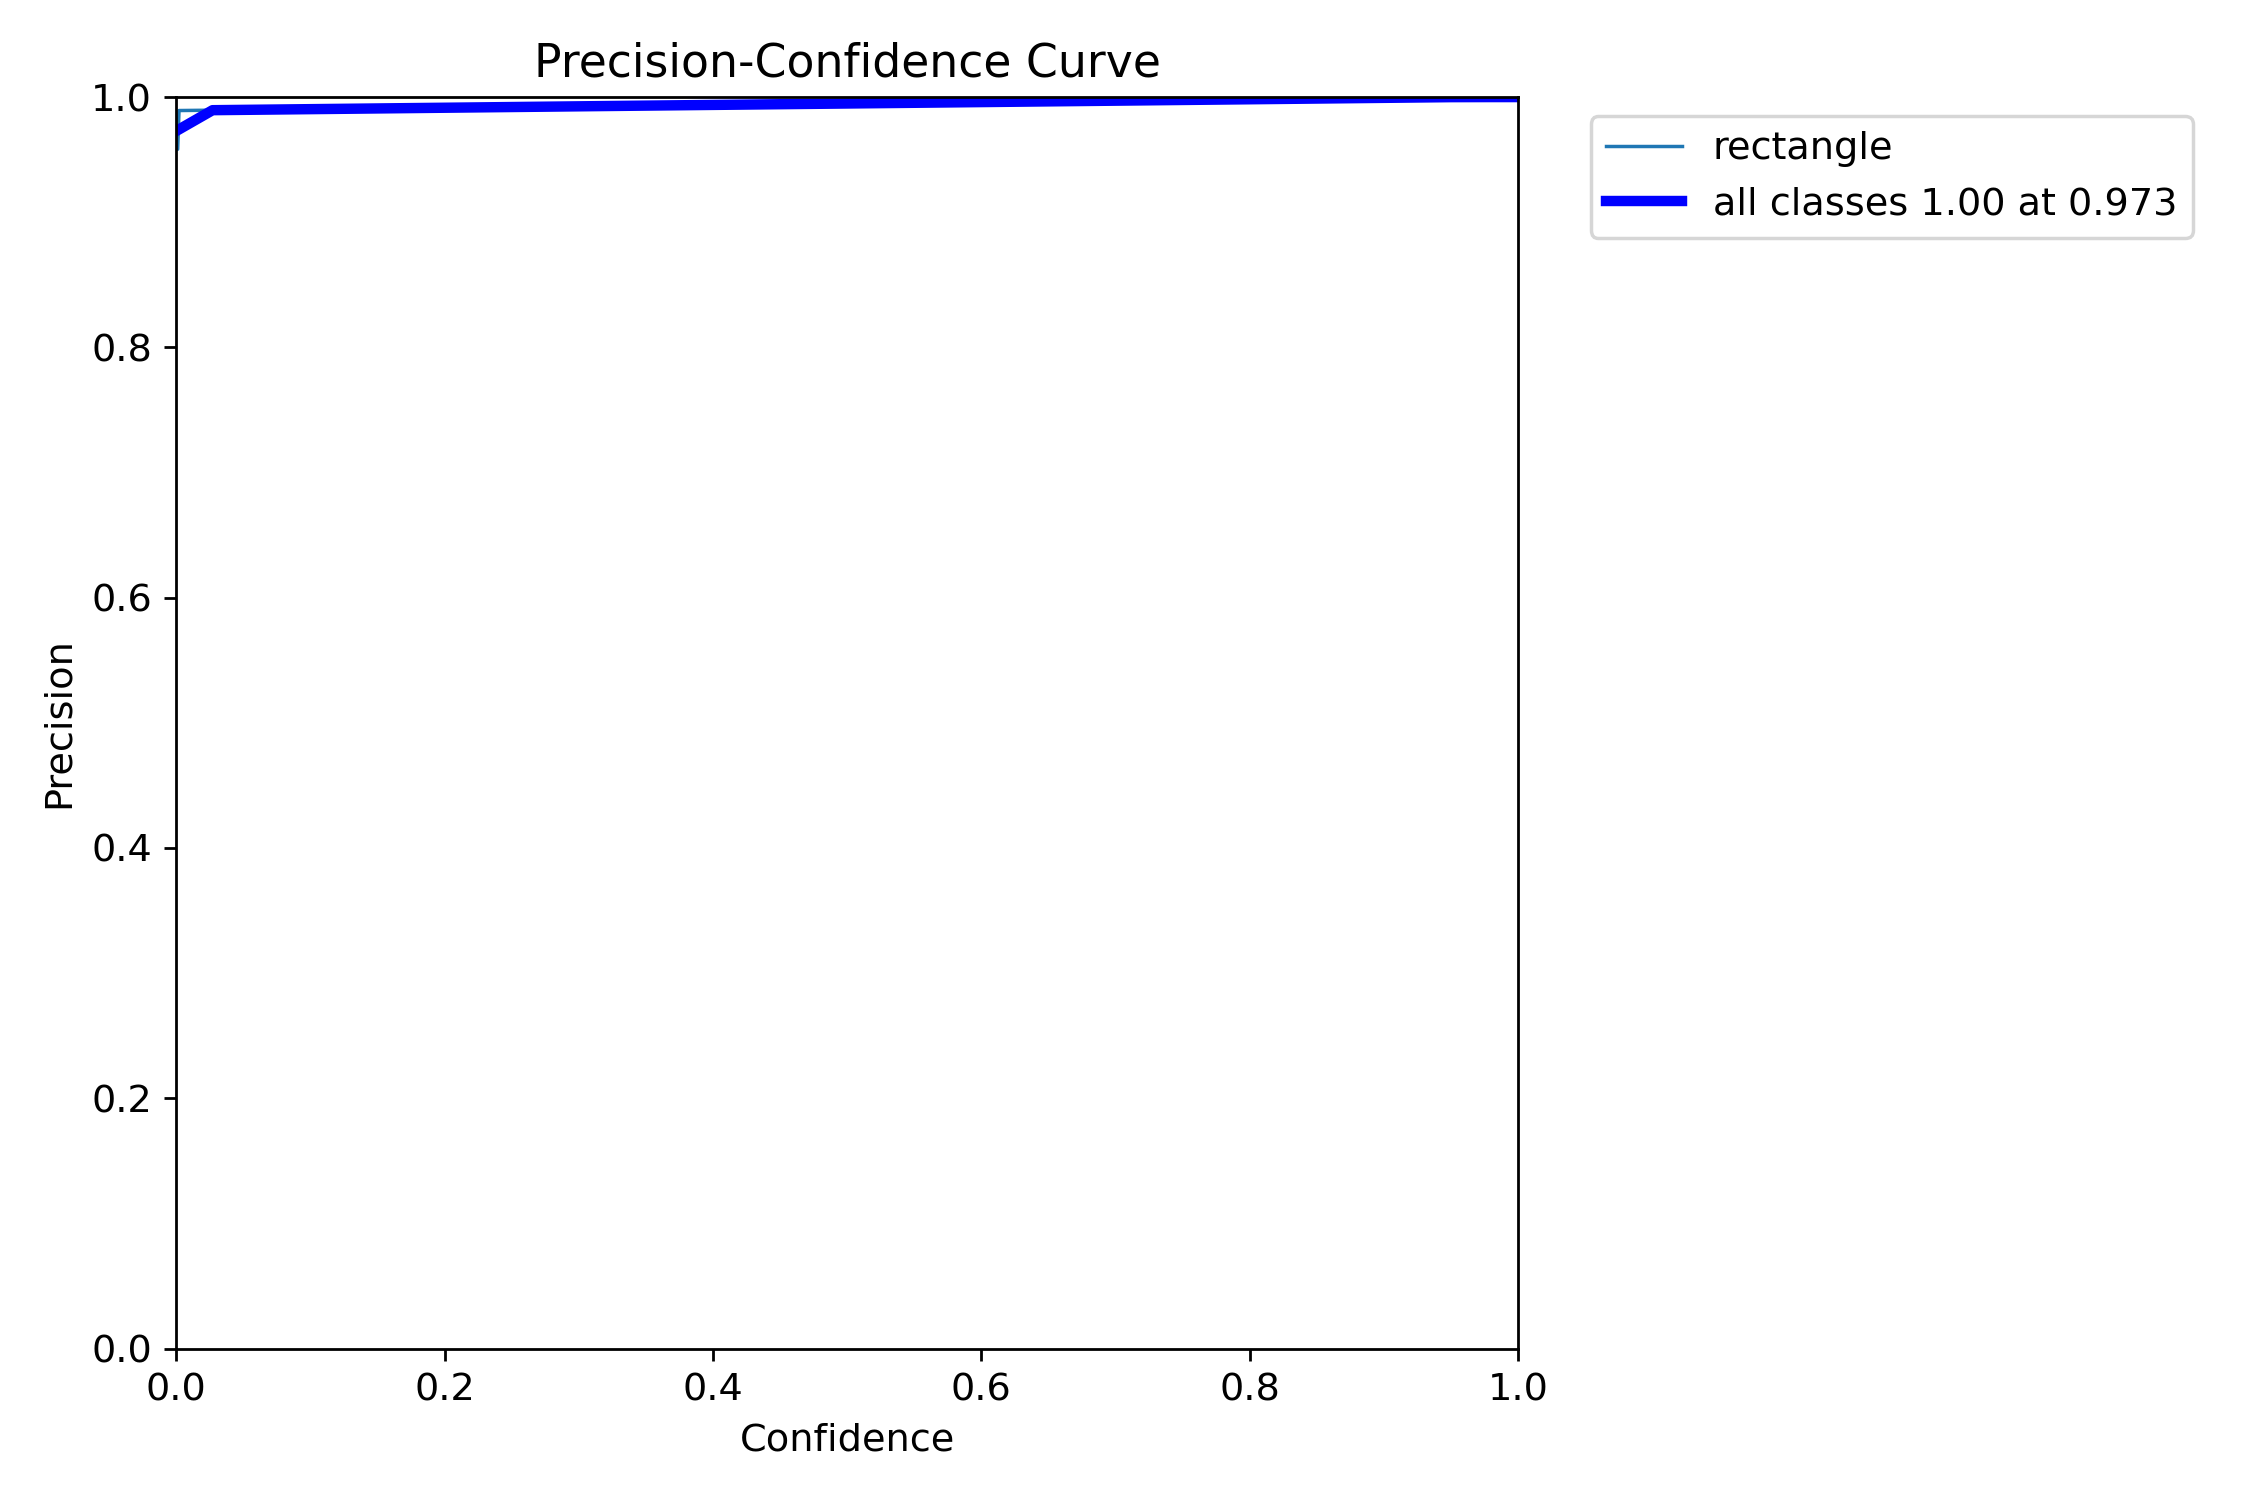 Precision-Confidence Curve
rectangle
all classes 1.00 at 0.973
1.0
0.8
0.6
0.4
0.2
0.0
Precision
0.0 0.2 0.4 0.6 0.8 1.0
Confidence